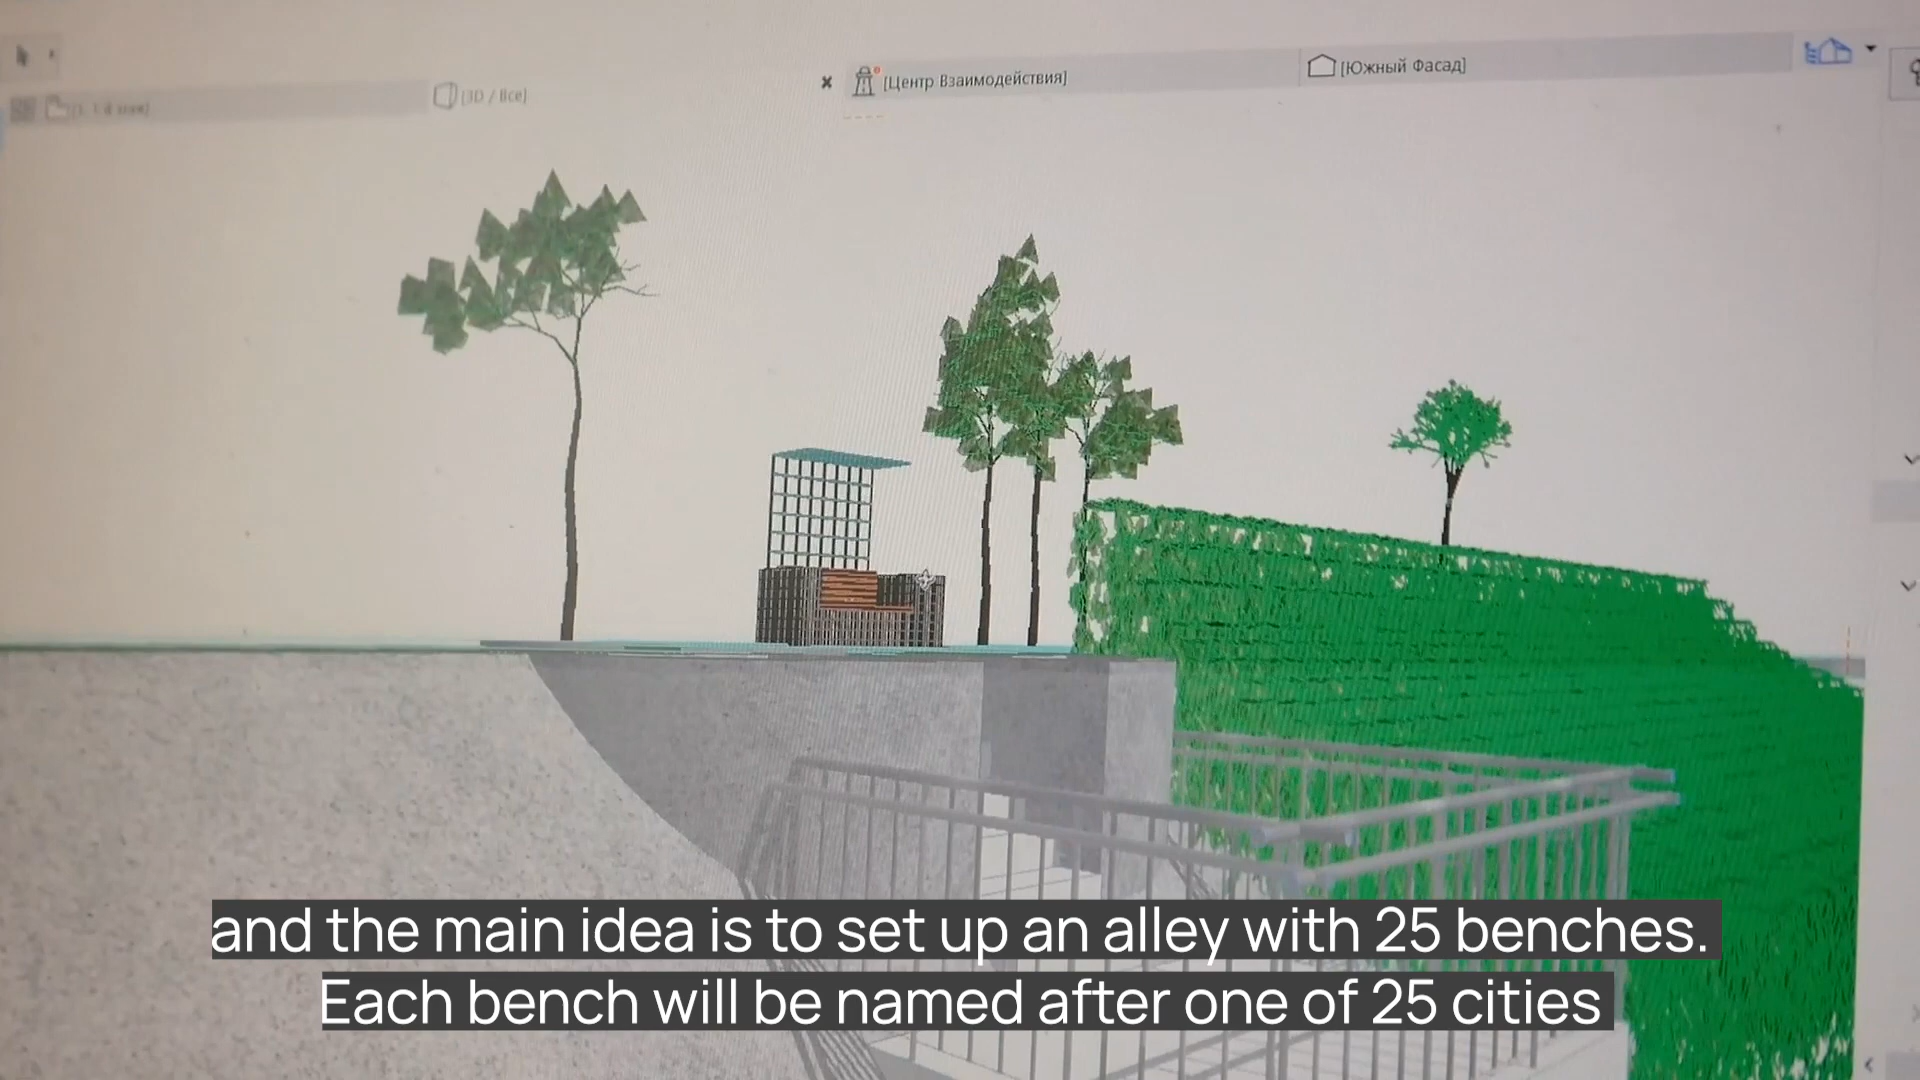 [3D / Все]
[Центр Взаимодействия]
[Южный Фасад]
and the main idea is to set up an alley with 25 benches.
Each bench will be named after one of 25 cities